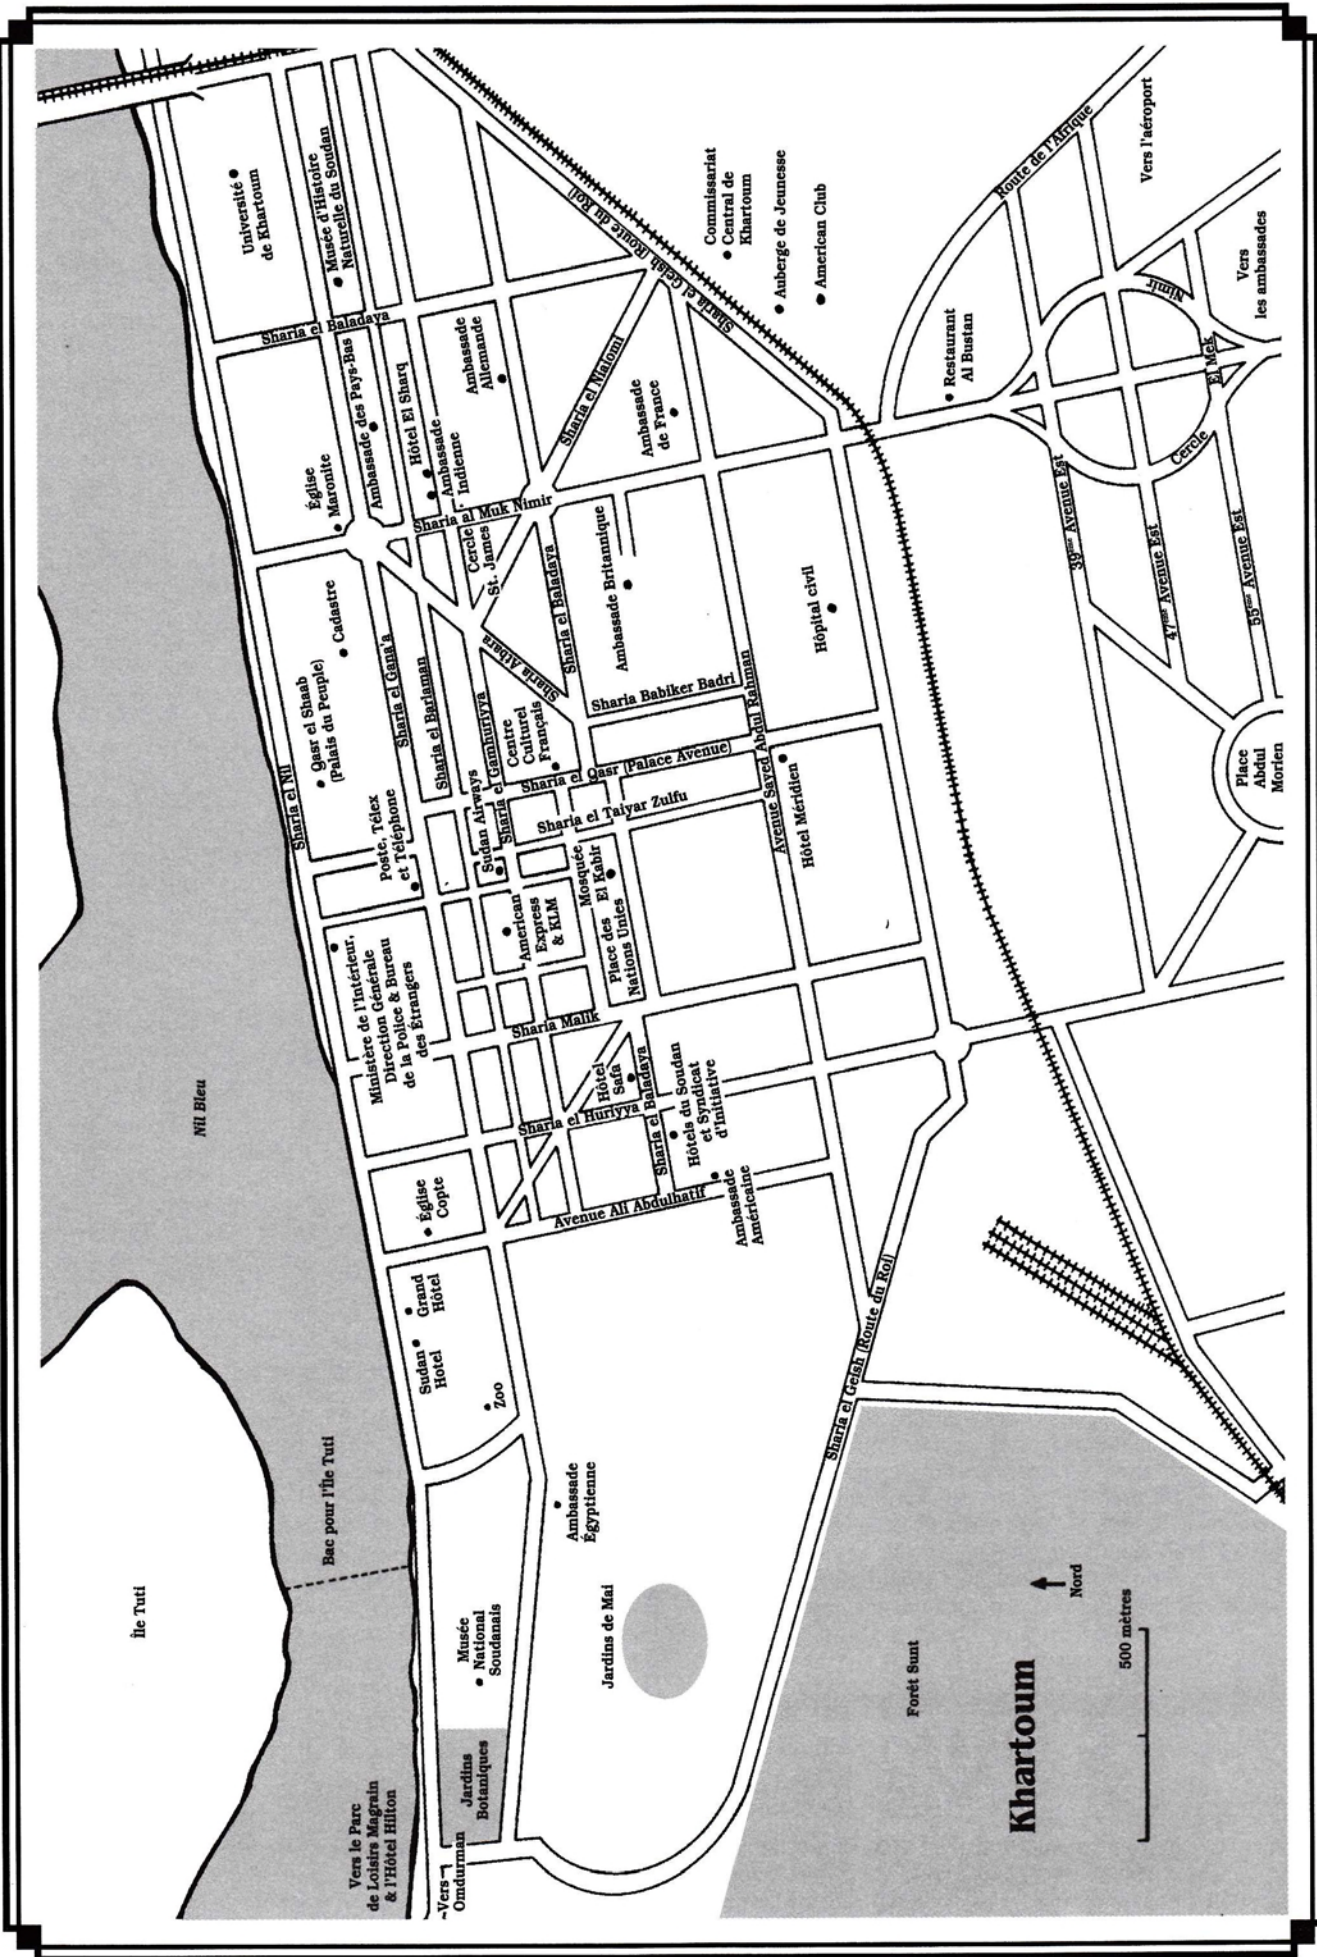 Île Tuti
Bac pour l'Île Tuti
Nil Bleu
Vers le Parc
de Loisirs Magrain
& l'Hôtel Hilton
Vers
Omdurman
Jardins
Botaniques
Musée
National
Soudanais
Zoo
Sudan
Hotel
Grand
Hôtel
Église
Copte
Ministère de l'Intérieur,
Direction Générale
de la Police & Bureau
des Étrangers
Poste, Télex
et Téléphone
Sharia el Nil
Qasr el Shaab
(Palais du Peuple)
Cadastre
Église
Maronite
Université
de Khartoum
Musée d'Histoire
Naturelle du Soudan
Sharia el Baladaya
Ambassade des Pays-Bas
Hôtel El Sharq
Ambassade
Indienne
Ambassade
Allemande
Sharia el Gana'a
Sharia el Barlaman
Sharia el Gamhuriyya
Sharia al Muk Nimir
Cercle
St. James
Sharia Atbara
Sharia el Baladaya
Sharia el Niaiomi
Sharia el Geish (Route du Roi)
Ambassade
de France
Ambassade Britannique
Centre
Culturel
Français
Sudan Airways
American
Express
& KLM
Mosquée
El Kabir
Place des
Nations Unies
Sharia el Qasr (Palace Avenue)
Sharia el Taiyar Zulfu
Sharia Babiker Badri
Avenue Sayed Abdul Rahman
Hôtel Méridien
Hôpital civil
Sharia Malik
Hôtel
Safa
Sharia el Huriyya
Sharia el Baladaya
Hôtels du Soudan
et Syndicat
d'Initiative
Avenue Ali Abdulhatif
Ambassade
Américaine
Ambassade
Égyptienne
Jardins de Mai
Sharia el Geish (Route du Roi)
Forêt Sunt
Commissariat
Central de
Khartoum
Auberge de Jeunesse
American Club
Restaurant
Al Bustan
Route de l'Afrique
Vers l'aéroport
Vers
les ambassades
Cercle
El Mek
Nimir
39ème Avenue Est
47ème Avenue Est
55ème Avenue Est
Place
Abdul
Morien
Khartoum
Nord
500 mètres